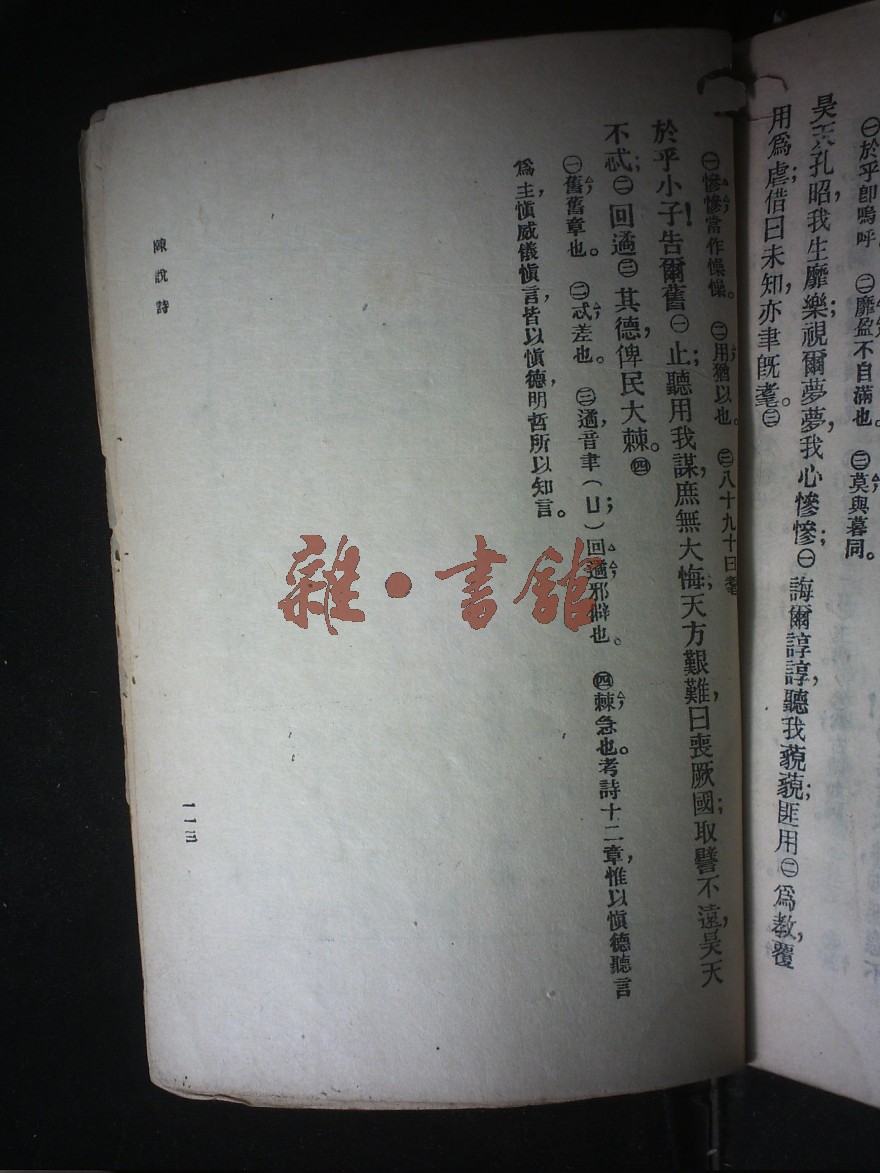 ㊀於乎卽嗚呼　㊁靡盈不自滿也。　㊂莫與暮同。
昊天孔昭，我生靡樂；視爾夢夢，我心慘慘；㊀誨爾諄諄，聽我藐藐；匪用㊁爲教，覆
用爲虐；借曰未知，亦聿旣耄。㊂
㊀慘慘當作懆懆。　㊁用猶以也。　㊂八十九十曰耄
於乎小子！告爾舊㊀止；聽用我謀，庶無大悔；天方艱難，曰喪厥國；取譬不遠，昊天
不忒；㊁回遹㊂其德，俾民大棘。㊃
㊀舊；舊章也。　㊁忒；差也。　㊂遹，音聿（ㄩ；）回遹；邪僻也。　㊃棘；急也。考詩十二章，惟以愼德聽言
爲主，愼威儀愼言，皆以愼德，明哲所以知言。
陳說詩
一一三
雜·書館